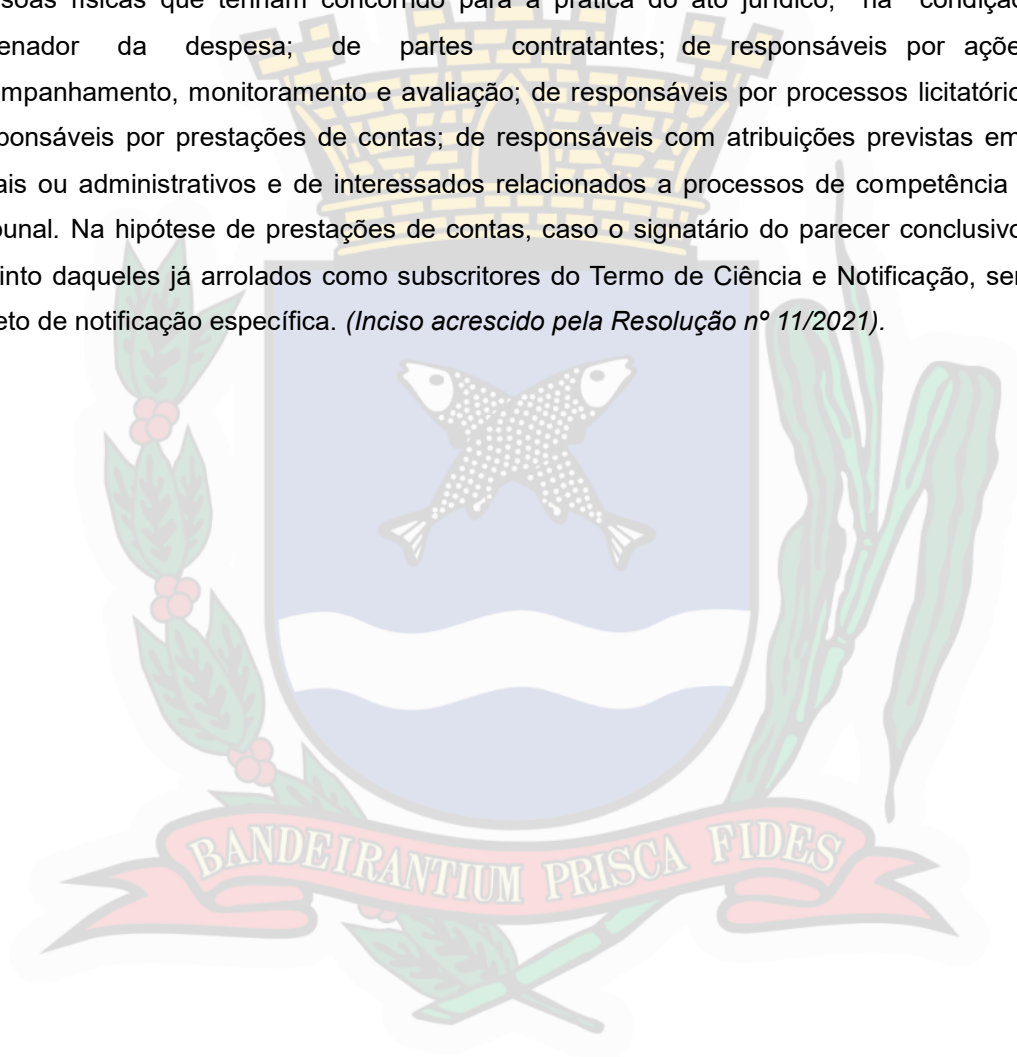 soas físicas que tenham concorrido para a prática do ato jurídico, na condição
enador da despesa; de partes contratantes; de responsáveis por açõe
mpanhamento, monitoramento e avaliação; de responsáveis por processos licitatório
ponsáveis por prestações de contas; de responsáveis com atribuições previstas em
ais ou administrativos e de interessados relacionados a processos de competência
bunal. Na hipótese de prestações de contas, caso o signatário do parecer conclusivo
into daqueles já arrolados como subscritores do Termo de Ciência e Notificação, ser
eto de notificação específica. (Inciso acrescido pela Resolução nº 11/2021).
BANDEIRANTIUM PRISCA FIDES